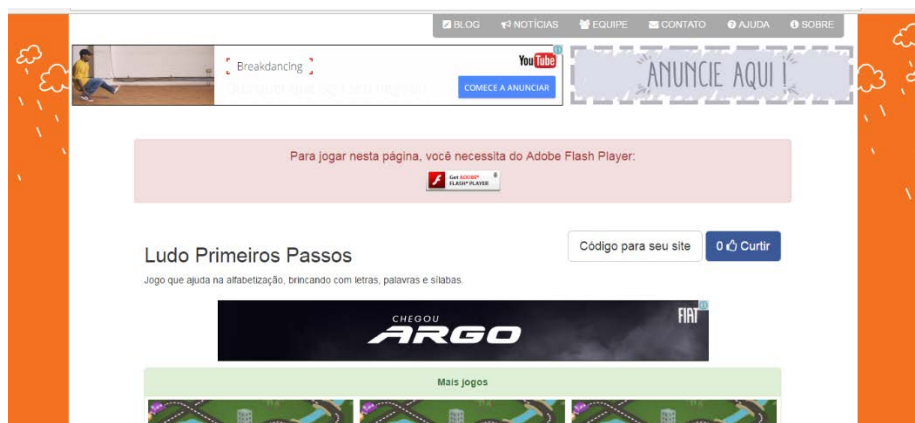 BLOG NOTÍCIAS EQUIPE CONTATO AJUDA SOBRE
Breakdancing
YouTube
COMECE A ANUNCIAR
ANUNCIE AQUI !
Para jogar nesta página, você necessita do Adobe Flash Player:
Get ADOBE®
FLASH® PLAYER
Ludo Primeiros Passos
Código para seu site
0 Curtir
Jogo que ajuda na alfabetização, brincando com letras, palavras e sílabas.
CHEGOU
ARGO
FIAT
Mais jogos